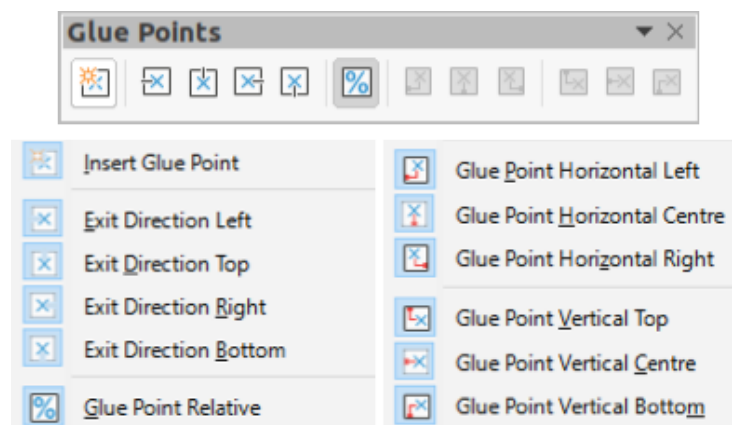 Glue Points
Insert Glue Point
Exit Direction Left
Exit Direction Top
Exit Direction Right
Exit Direction Bottom
Glue Point Relative
Glue Point Horizontal Left
Glue Point Horizontal Centre
Glue Point Horizontal Right
Glue Point Vertical Top
Glue Point Vertical Centre
Glue Point Vertical Bottom